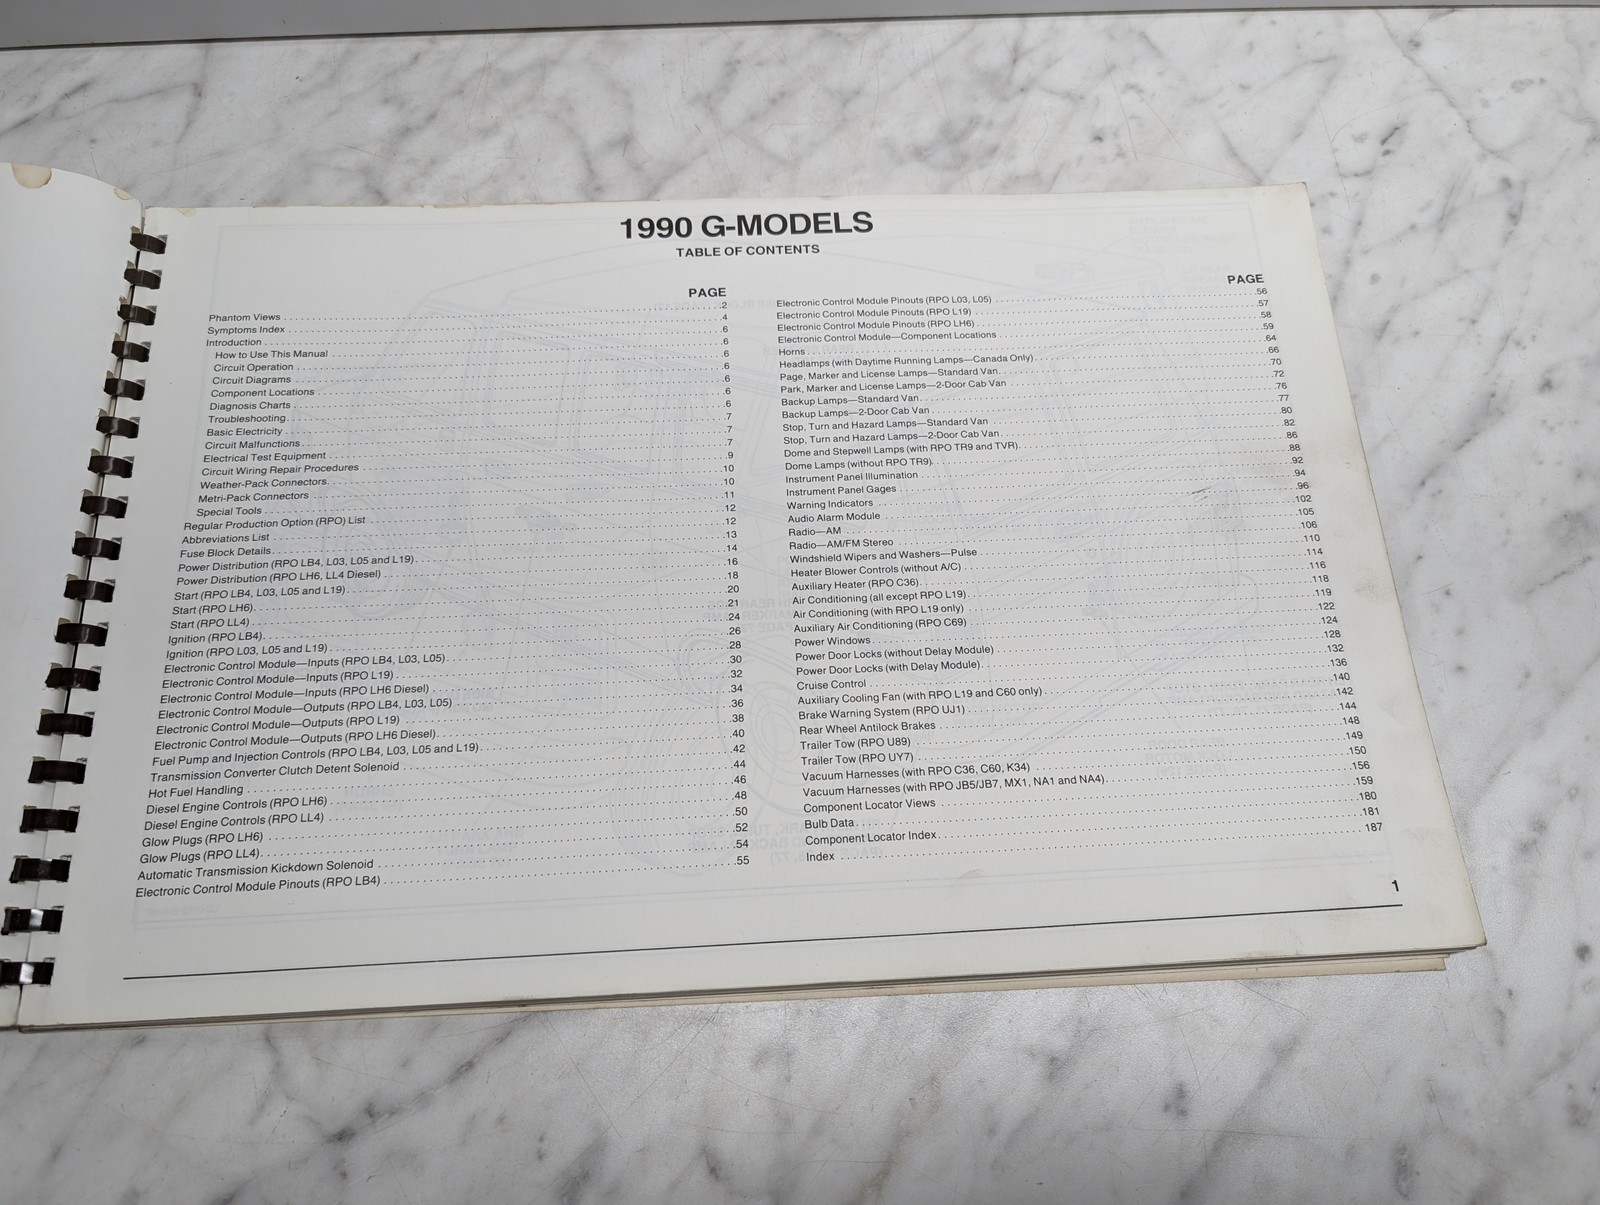 1990 G-MODELS
TABLE OF CONTENTS
PAGE
Phantom Views . . . . . 2
Symptoms Index . . . . . 4
Introduction . . . . . 6
How to Use This Manual . . . . . 6
Circuit Operation . . . . . 6
Circuit Diagrams . . . . . 6
Component Locations . . . . . 6
Diagnosis Charts . . . . . 6
Troubleshooting . . . . . 6
Basic Electricity . . . . . 7
Circuit Malfunctions . . . . . 7
Electrical Test Equipment . . . . . 7
Circuit Wiring Repair Procedures . . . . . 9
Weather-Pack Connectors . . . . . 10
Metri-Pack Connectors . . . . . 10
Special Tools . . . . . 11
Regular Production Option (RPO) List . . . . . 12
Abbreviations List . . . . . 12
Fuse Block Details . . . . . 13
Power Distribution (RPO LB4, L03, L05 and L19) . . . . . 14
Power Distribution (RPO LH6, LL4 Diesel) . . . . . 16
Start (RPO LB4, L03, L05 and L19) . . . . . 18
Start (RPO LH6) . . . . . 20
Start (RPO LL4) . . . . . 21
Ignition (RPO LB4) . . . . . 24
Ignition (RPO L03, L05 and L19) . . . . . 26
Electronic Control Module—Inputs (RPO LB4, L03, L05) . . . . . 28
Electronic Control Module—Inputs (RPO L19) . . . . . 30
Electronic Control Module—Inputs (RPO LH6 Diesel) . . . . . 32
Electronic Control Module—Outputs (RPO LB4, L03, L05) . . . . . 34
Electronic Control Module—Outputs (RPO L19) . . . . . 36
Electronic Control Module—Outputs (RPO LH6 Diesel) . . . . . 38
Fuel Pump and Injection Controls (RPO LB4, L03, L05 and L19) . . . . . 40
Transmission Converter Clutch Detent Solenoid . . . . . 42
Hot Fuel Handling . . . . . 44
Diesel Engine Controls (RPO LH6) . . . . . 46
Diesel Engine Controls (RPO LL4) . . . . . 48
Glow Plugs (RPO LH6) . . . . . 50
Glow Plugs (RPO LL4) . . . . . 52
Automatic Transmission Kickdown Solenoid . . . . . 54
Electronic Control Module Pinouts (RPO LB4) . . . . . 55
PAGE
Electronic Control Module Pinouts (RPO L03, L05) . . . . . 56
Electronic Control Module Pinouts (RPO L19) . . . . . 57
Electronic Control Module Pinouts (RPO LH6) . . . . . 58
Electronic Control Module—Component Locations . . . . . 59
Horns . . . . . 64
Headlamps (with Daytime Running Lamps—Canada Only) . . . . . 66
Page, Marker and License Lamps—Standard Van . . . . . 70
Park, Marker and License Lamps—2-Door Cab Van . . . . . 72
Backup Lamps—Standard Van . . . . . 76
Backup Lamps—2-Door Cab Van . . . . . 77
Stop, Turn and Hazard Lamps—Standard Van . . . . . 80
Stop, Turn and Hazard Lamps—2-Door Cab Van . . . . . 82
Dome and Stepwell Lamps (with RPO TR9 and TVR) . . . . . 86
Dome Lamps (without RPO TR9) . . . . . 88
Instrument Panel Illumination . . . . . 92
Instrument Panel Gages . . . . . 94
Warning Indicators . . . . . 96
Audio Alarm Module . . . . . 102
Radio—AM . . . . . 105
Radio—AM/FM Stereo . . . . . 106
Windshield Wipers and Washers—Pulse . . . . . 110
Heater Blower Controls (without A/C) . . . . . 114
Auxiliary Heater (RPO C36) . . . . . 116
Air Conditioning (all except RPO L19) . . . . . 118
Air Conditioning (with RPO L19 only) . . . . . 119
Auxiliary Air Conditioning (RPO C69) . . . . . 122
Power Windows . . . . . 124
Power Door Locks (without Delay Module) . . . . . 128
Power Door Locks (with Delay Module) . . . . . 132
Cruise Control . . . . . 136
Auxiliary Cooling Fan (with RPO L19 and C60 only) . . . . . 140
Brake Warning System (RPO UJ1) . . . . . 142
Rear Wheel Antilock Brakes . . . . . 144
Trailer Tow (RPO U89) . . . . . 148
Trailer Tow (RPO UY7) . . . . . 149
Vacuum Harnesses (with RPO C36, C60, K34) . . . . . 150
Vacuum Harnesses (with RPO JB5/JB7, MX1, NA1 and NA4) . . . . . 156
Component Locator Views . . . . . 159
Bulb Data . . . . . 180
Component Locator Index . . . . . 181
Index . . . . . 187
1